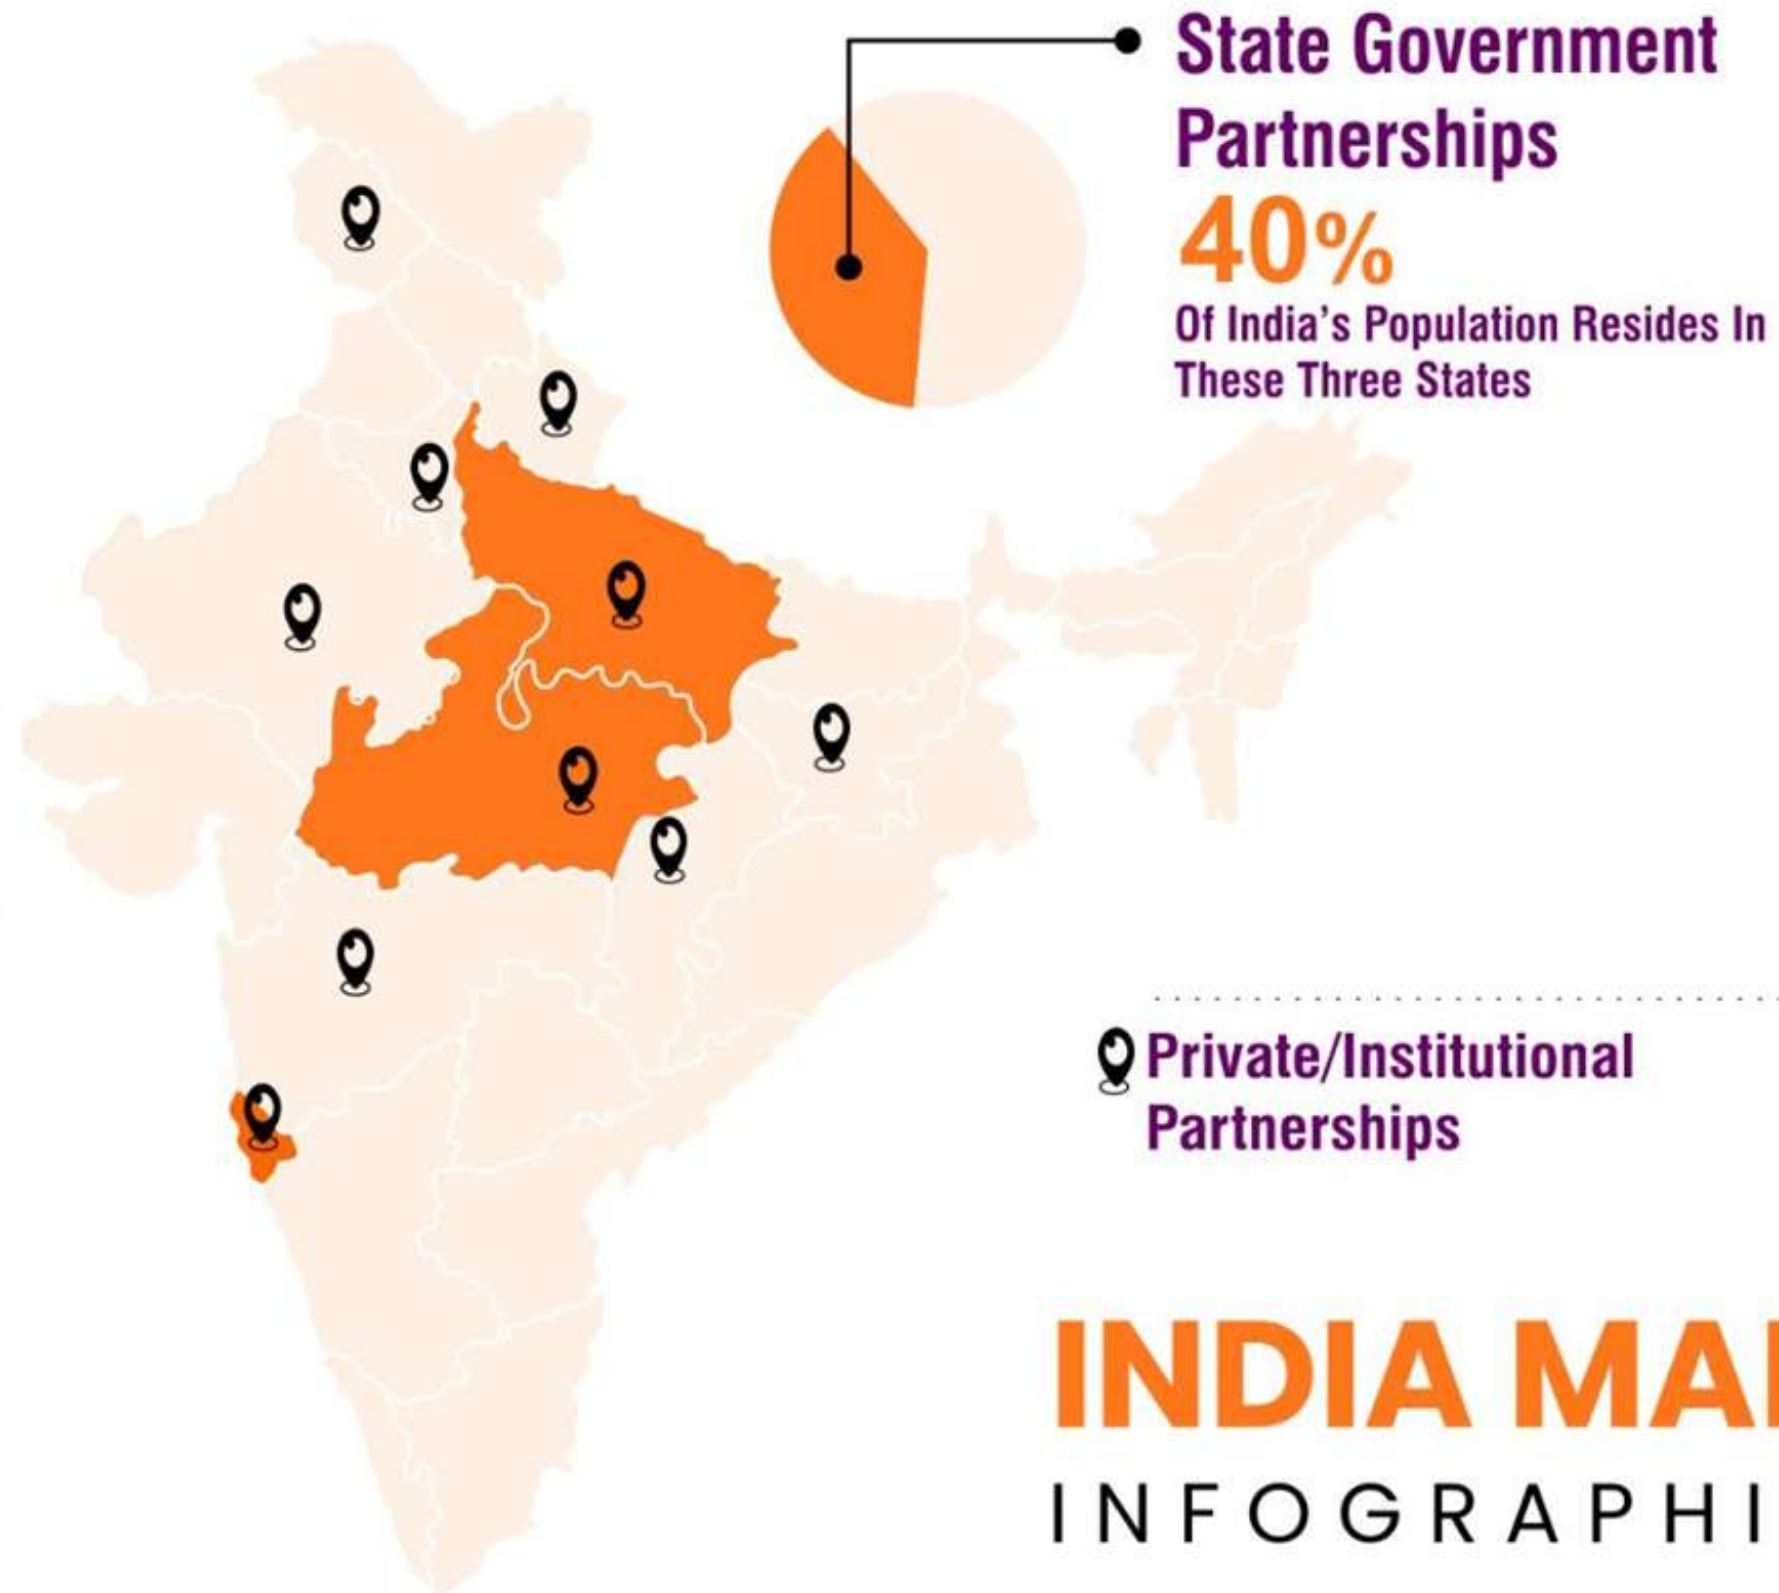 State Government
Partnerships
40%
Of India's Population Resides In
These Three States
Private/Institutional
Partnerships
INDIA MA
INFOGRAPHI